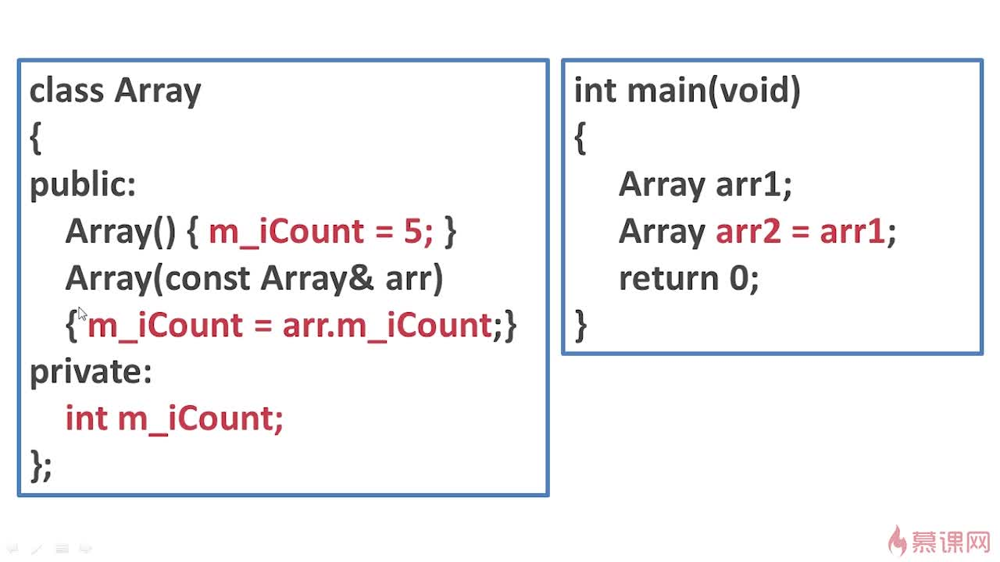 class Array
{
public:
Array() { m_iCount = 5; }
Array(const Array& arr)
{ m_iCount = arr.m_iCount;}
private:
int m_iCount;
};
int main(void)
{
Array arr1;
Array arr2 = arr1;
return 0;
}
慕课网